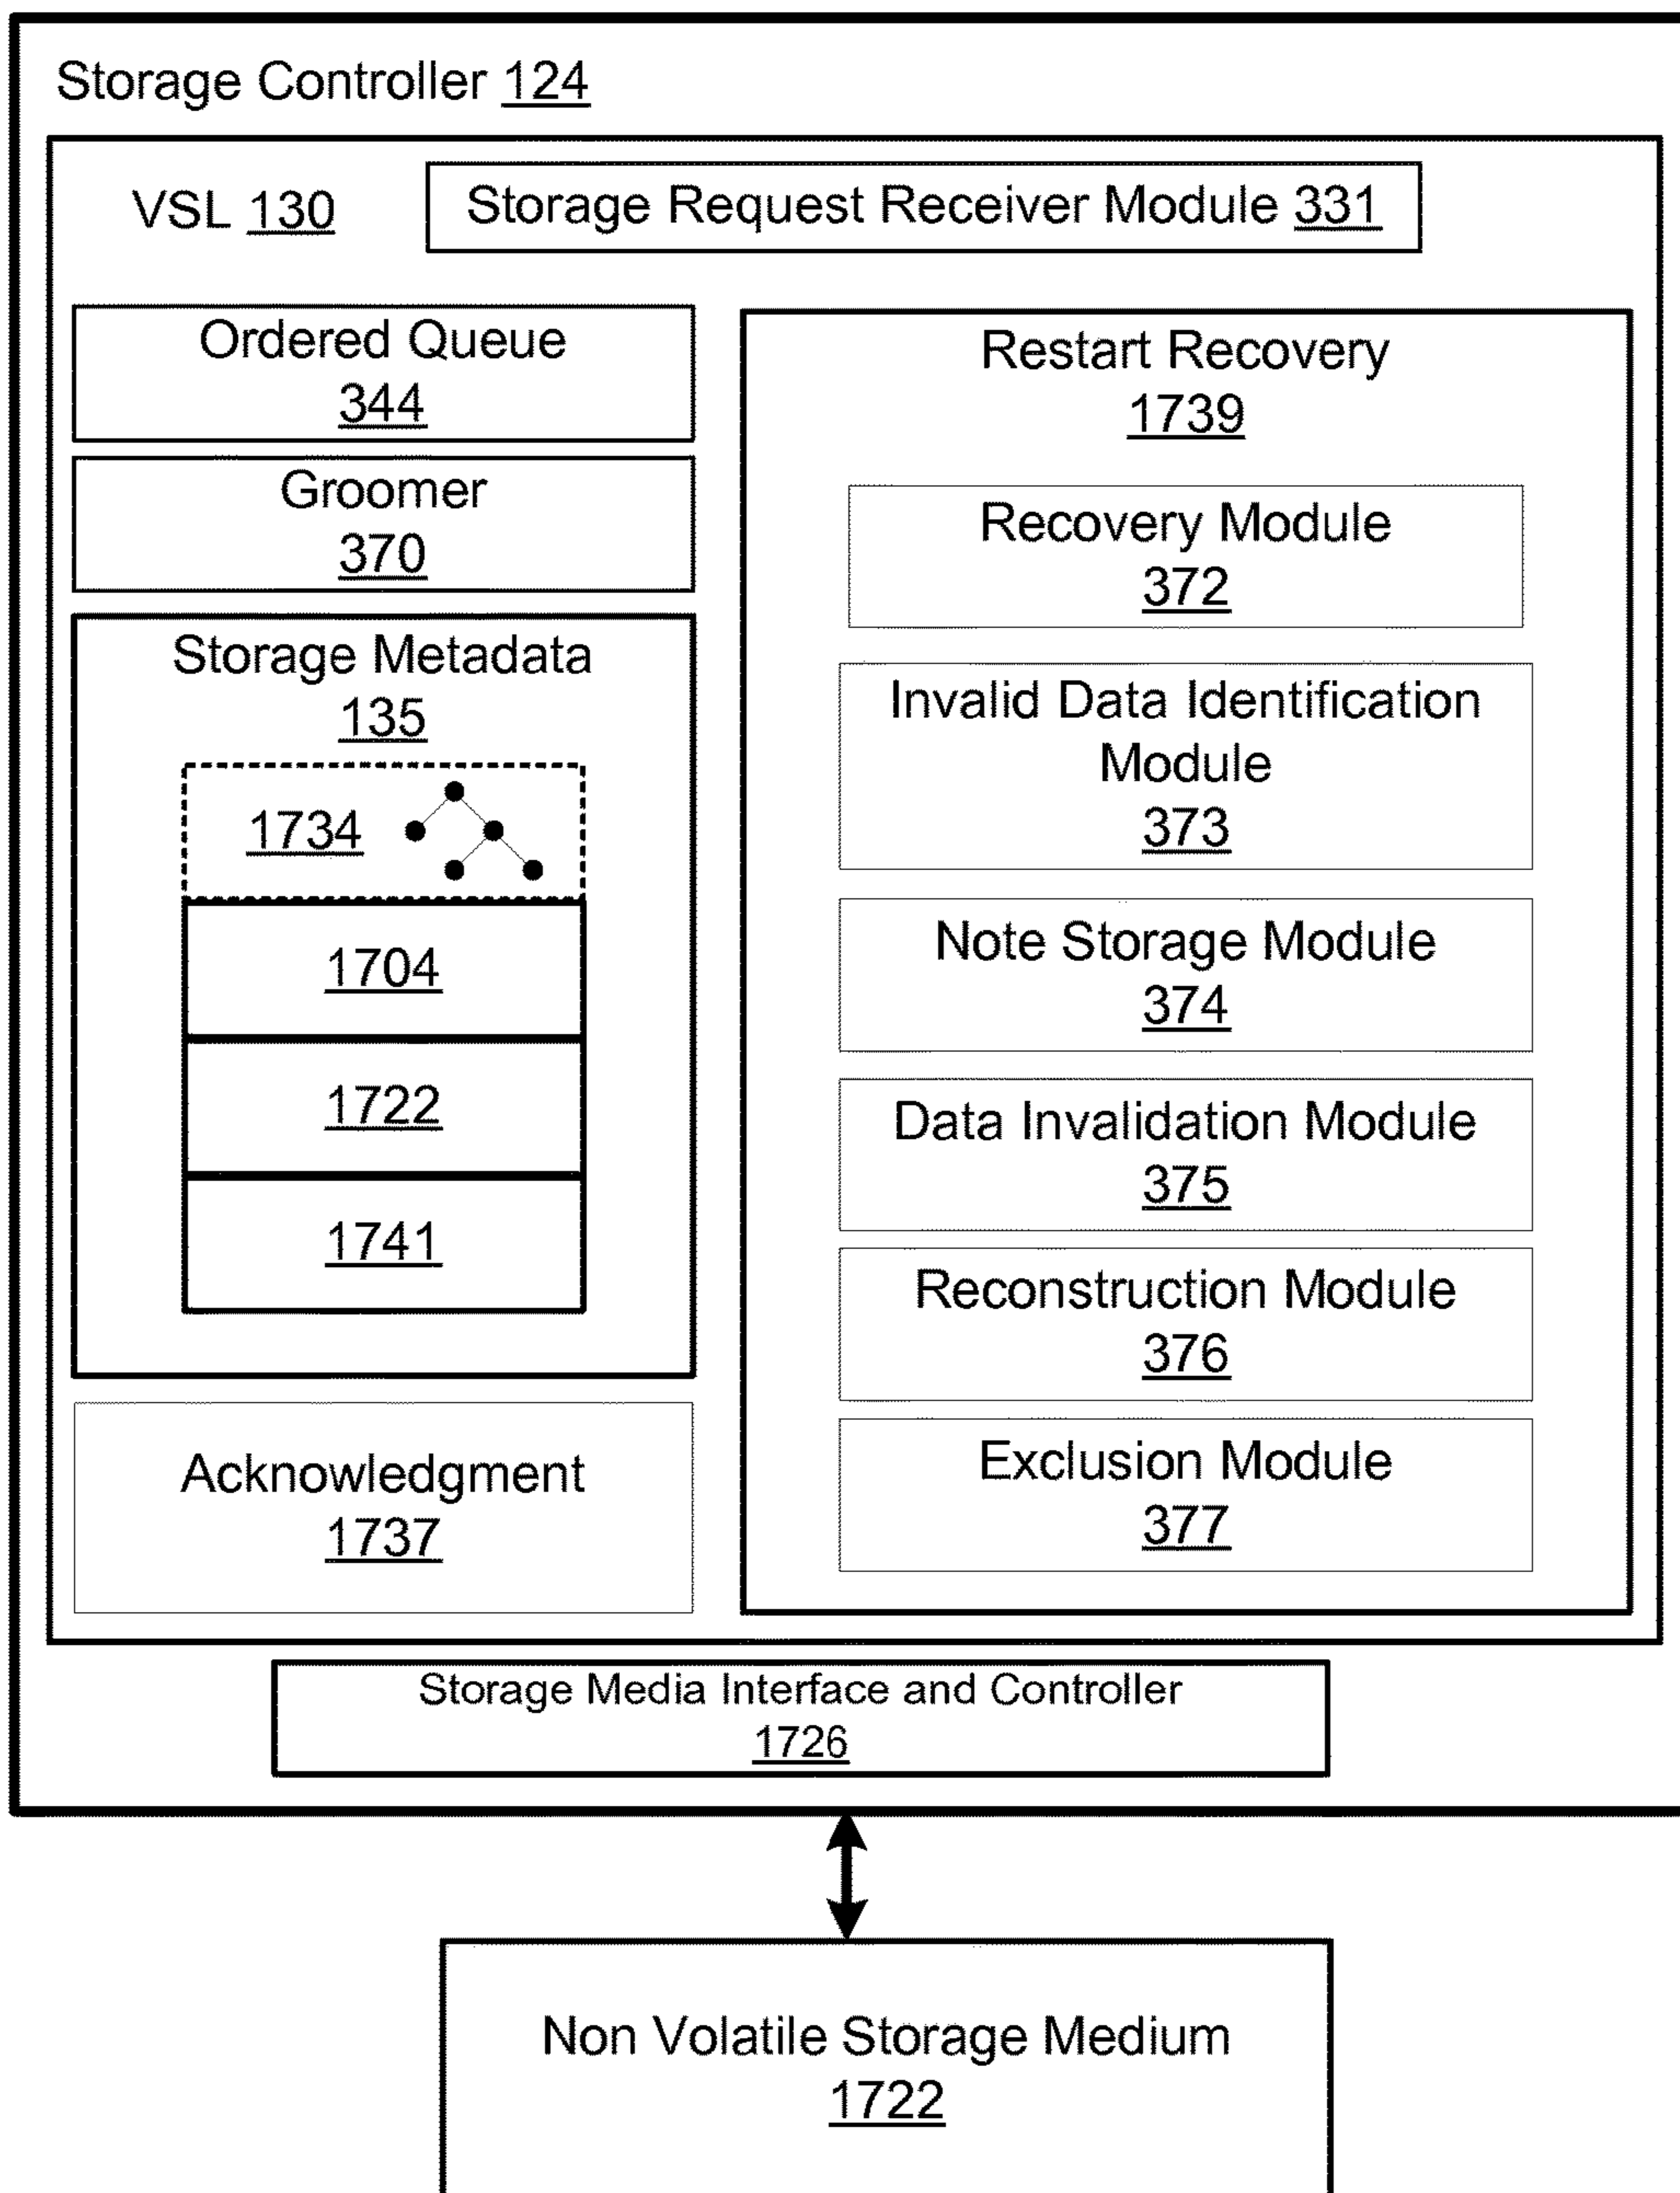 Storage Controller 124
VSL 130
Storage Request Receiver Module 331
Ordered Queue
344
Groomer
370
Storage Metadata
135
1734
1704
1722
1741
Acknowledgment
1737
Restart Recovery
1739
Recovery Module
372
Invalid Data Identification
Module
373
Note Storage Module
374
Data Invalidation Module
375
Reconstruction Module
376
Exclusion Module
377
Storage Media Interface and Controller
1726
Non Volatile Storage Medium
1722